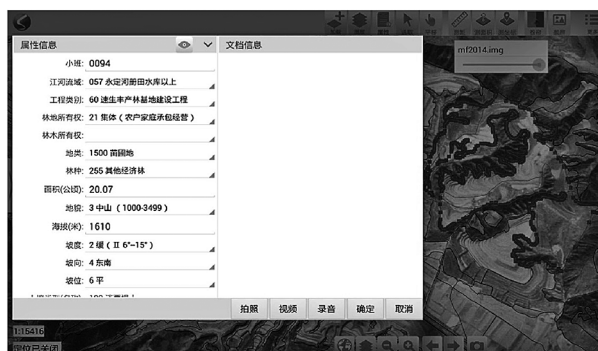 属性信息
文档信息
mf2014.img
小班: 0094
江河流域: 057 永定河册田水库以上
工程类别: 60 速生丰产林基地建设工程
林地所有权: 21 集体（农户家庭承包经营）
林木所有权:
地类: 1500 苗圃地
林种: 255 其他经济林
面积(公顷): 20.07
地貌: 3 中山（1000-3499）
海拔(米): 1610
坡度: 2 缓（II 6°–15°）
坡向: 4 东南
坡位: 6 平
拍照 视频 录音 确定 取消
1:15416
定位已关闭